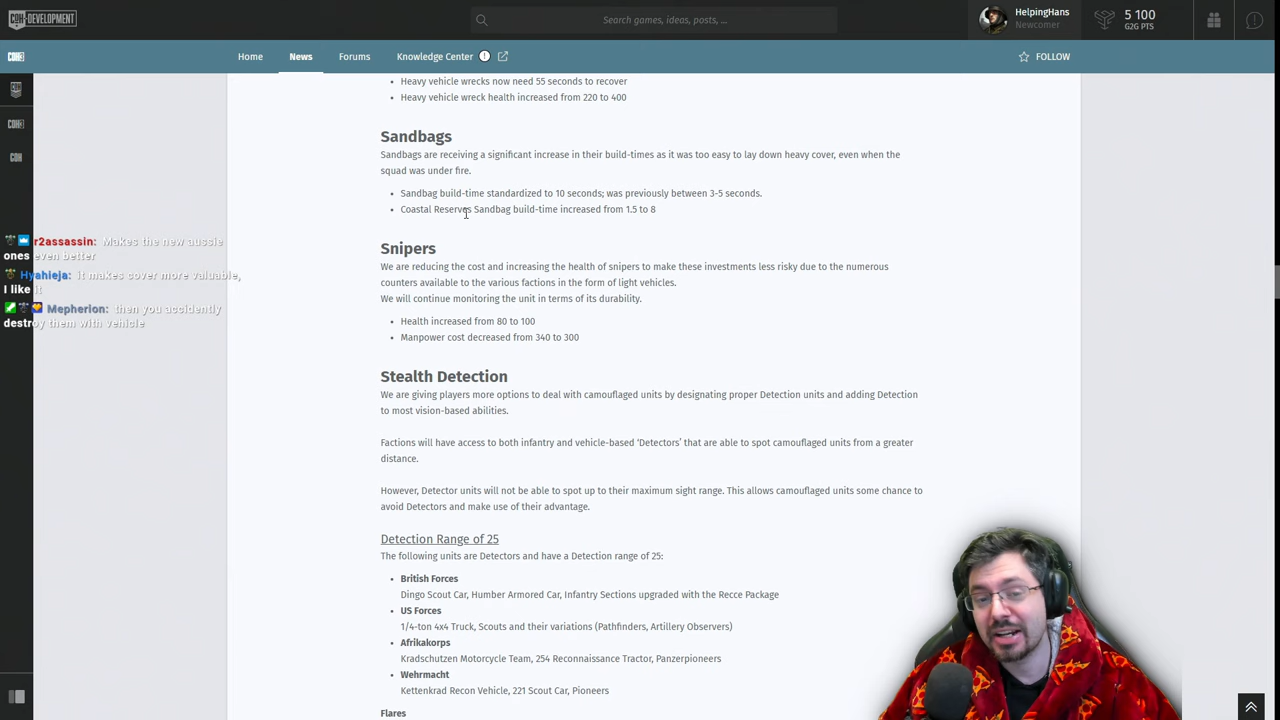 COH-DEVELOPMENT
Search games, ideas, posts, ...
HelpingHans
Newcomer
5 100
G2G PTS
Home
News
Forums
Knowledge Center
FOLLOW
Heavy vehicle wrecks now need 55 seconds to recover
Heavy vehicle wreck health increased from 220 to 400
Sandbags
Sandbags are receiving a significant increase in their build-times as it was too easy to lay down heavy cover, even when the
squad was under fire.
Sandbag build-time standardized to 10 seconds; was previously between 3-5 seconds.
Coastal Reserves Sandbag build-time increased from 1.5 to 8
r2assassin: Makes the new aussie
ones even better
Hyahieja: it makes cover more valuable,
I like it
Mepherion: then you accidently
destroy them with vehicle
Snipers
We are reducing the cost and increasing the health of snipers to make these investments less risky due to the numerous
counters available to the various factions in the form of light vehicles.
We will continue monitoring the unit in terms of its durability.
Health increased from 80 to 100
Manpower cost decreased from 340 to 300
Stealth Detection
We are giving players more options to deal with camouflaged units by designating proper Detection units and adding Detection
to most vision-based abilities.
Factions will have access to both infantry and vehicle-based ‘Detectors’ that are able to spot camouflaged units from a greater
distance.
However, Detector units will not be able to spot up to their maximum sight range. This allows camouflaged units some chance to
avoid Detectors and make use of their advantage.
Detection Range of 25
The following units are Detectors and have a Detection range of 25:
British Forces
Dingo Scout Car, Humber Armored Car, Infantry Sections upgraded with the Recce Package
US Forces
1/4-ton 4x4 Truck, Scouts and their variations (Pathfinders, Artillery Observers)
Afrikakorps
Kradschutzen Motorcycle Team, 254 Reconnaissance Tractor, Panzerpioneers
Wehrmacht
Kettenkrad Recon Vehicle, 221 Scout Car, Pioneers
Flares